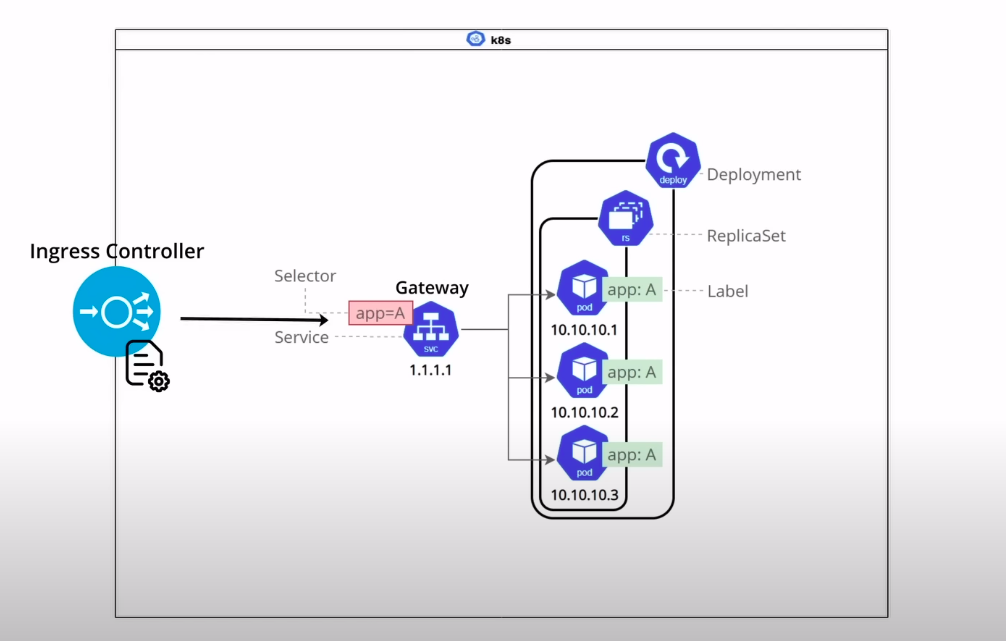 k8s
deploy
Deployment
rs
ReplicaSet
Ingress Controller
Selector
Gateway
app=A
Service
svc
1.1.1.1
app: A
Label
pod
10.10.10.1
app: A
pod
10.10.10.2
app: A
pod
10.10.10.3